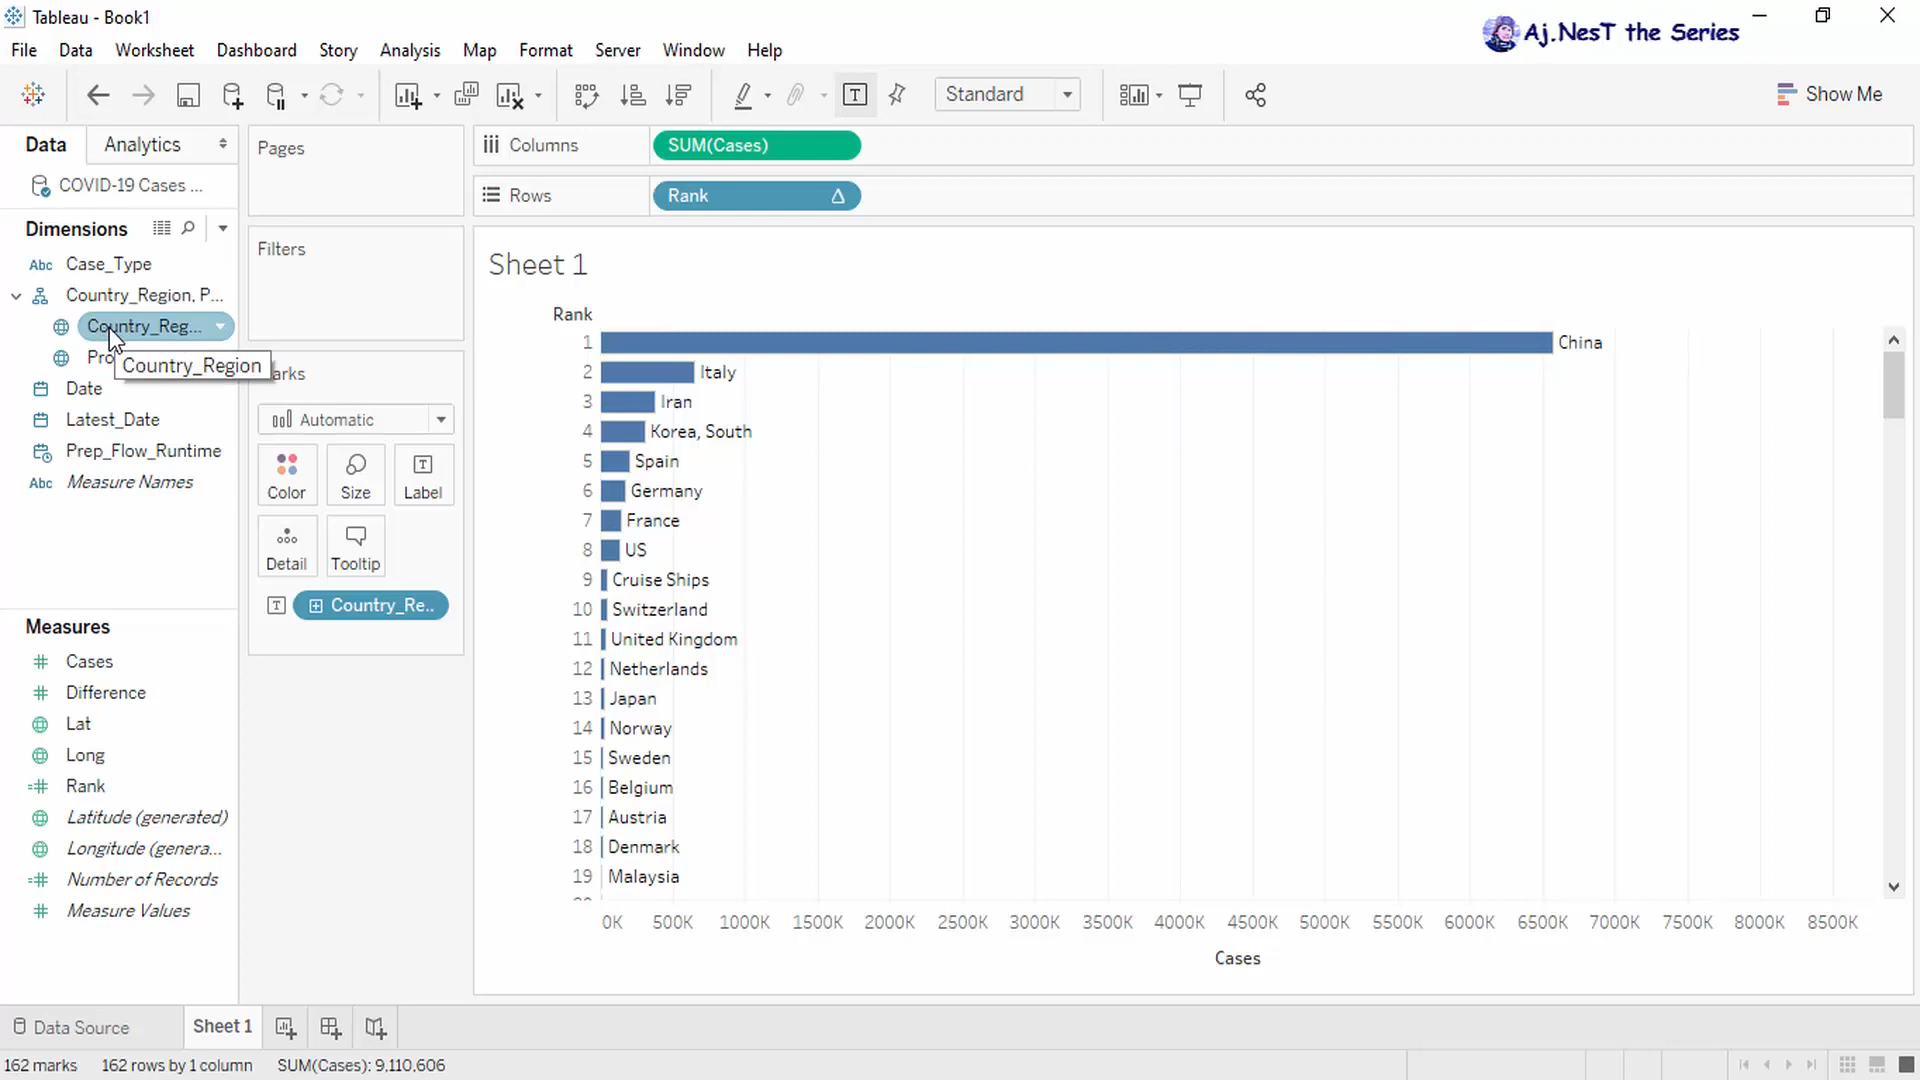 Tableau - Book1
Aj.NesT the Series
File Data Worksheet Dashboard Story Analysis Map Format Server Window Help
Standard
Show Me
Data
Analytics
COVID-19 Cases ...
Dimensions
Abc Case_Type
Country_Region, P...
Country_Reg...
Pro
Country_Region
Date
Latest_Date
Prep_Flow_Runtime
Abc Measure Names
Measures
Cases
Difference
Lat
Long
Rank
Latitude (generated)
Longitude (genera...
Number of Records
Measure Values
Pages
Filters
arks
Automatic
Color
Size
Label
Detail
Tooltip
Country_Re..
Columns
SUM(Cases)
Rows
Rank
Sheet 1
Rank
1 China
2 Italy
3 Iran
4 Korea, South
5 Spain
6 Germany
7 France
8 US
9 Cruise Ships
10 Switzerland
11 United Kingdom
12 Netherlands
13 Japan
14 Norway
15 Sweden
16 Belgium
17 Austria
18 Denmark
19 Malaysia
0K 500K 1000K 1500K 2000K 2500K 3000K 3500K 4000K 4500K 5000K 5500K 6000K 6500K 7000K 7500K 8000K 8500K
Cases
Data Source
Sheet 1
162 marks 162 rows by 1 column SUM(Cases): 9,110,606